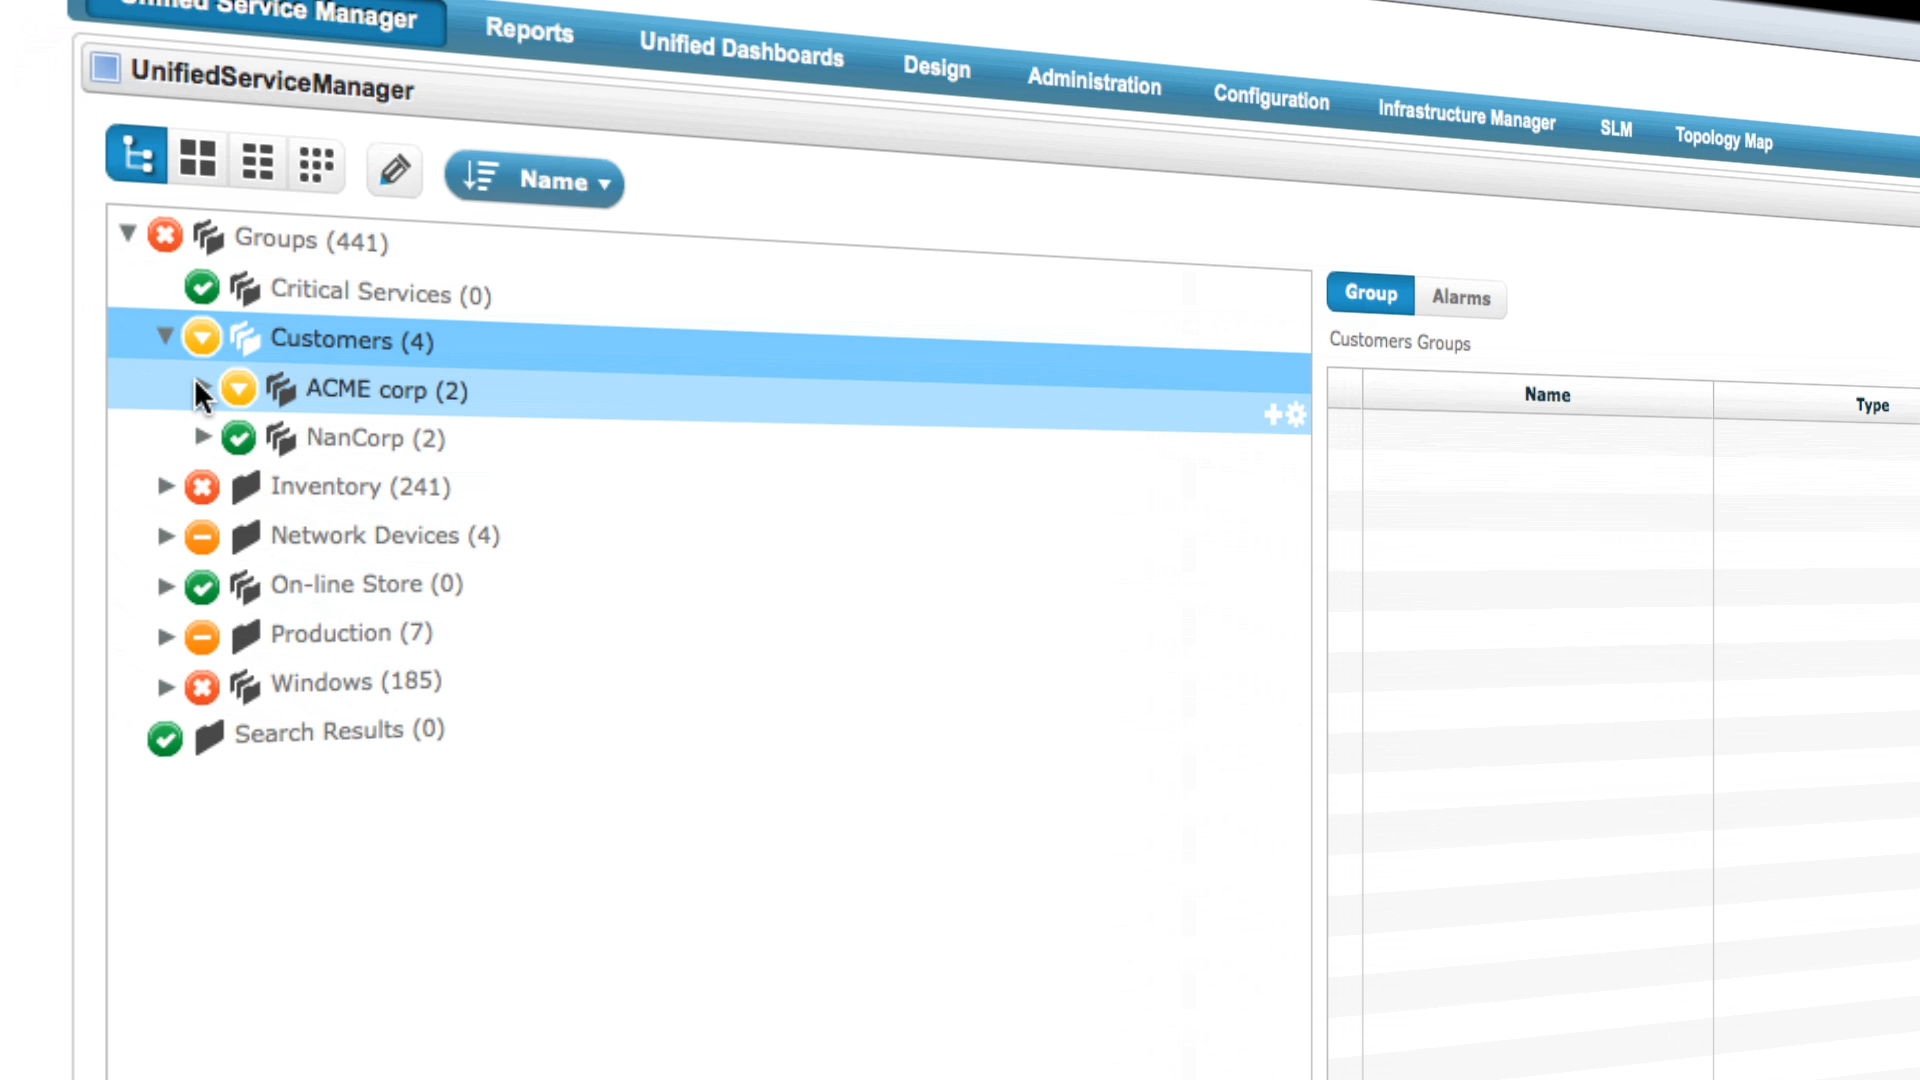 Unified Service Manager
Reports
Unified Dashboards
Design
Administration
Configuration
Infrastructure Manager
SLM
Topology Map
UnifiedServiceManager
Name
Groups (441)
Critical Services (0)
Customers (4)
ACME corp (2)
NanCorp (2)
Inventory (241)
Network Devices (4)
On-line Store (0)
Production (7)
Windows (185)
Search Results (0)
Group
Alarms
Customers Groups
Name
Type